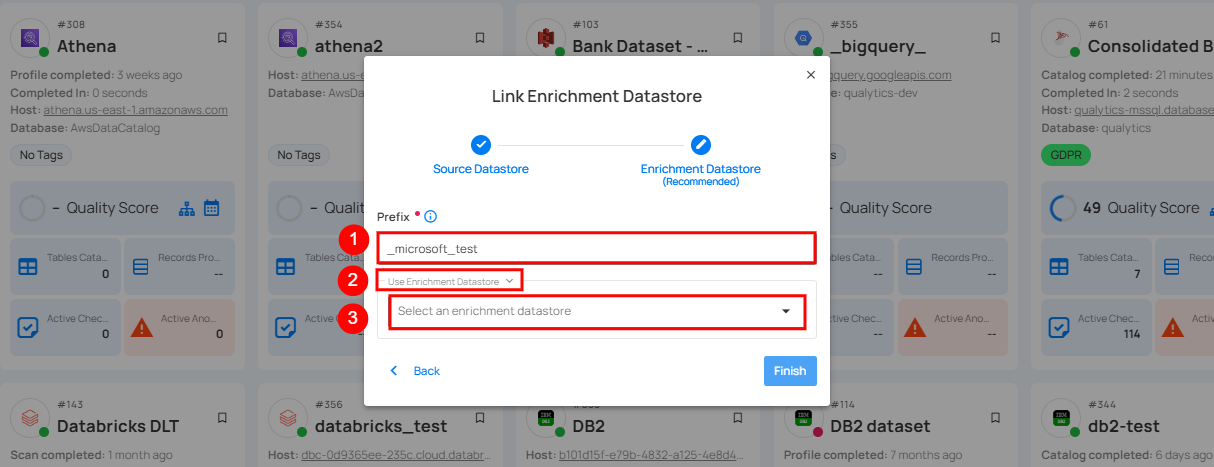 #308
Athena
Profile completed: 3 weeks ago
Completed In: 0 seconds
Host: athena.us-east-1.amazonaws.com
Database: AwsDataCatalog
No Tags
– Quality Score
Tables Cata...
0
Records Pro...
--
Active Chec...
0
Active Ano...
0
#354
athena2
Host: athena.us-e
Database: AwsDa
No Tags
– Qualit
Tables Cata
Active Chec
#103
Bank Dataset - ...
#355
_bigquery_
gquery.googleapis.com
qualytics-dev
Quality Score
--
Records Pro...
--
--
Active Ano...
--
#61
Consolidated B
Catalog completed: 21 minutes
Completed In: 2 seconds
Host: qualytics-mssql.database
Database: qualytics
GDPR
49 Quality Score
Tables Cata...
7
Records
Active Chec...
114
Active
Link Enrichment Datastore
Source Datastore
Enrichment Datastore
(Recommended)
Prefix
1
_microsoft_test
2
Use Enrichment Datastore
3
Select an enrichment datastore
Back
Finish
#143
Databricks DLT
Scan completed: 1 month ago
#356
databricks_test
Host: dbc-0d9365ee-235c.cloud.databr...
DB2
Host: b101d15f-e79b-4832-a125-4e8d4...
#114
DB2 dataset
Profile completed: 7 months ago
#344
db2-test
Catalog completed: 6 days ago